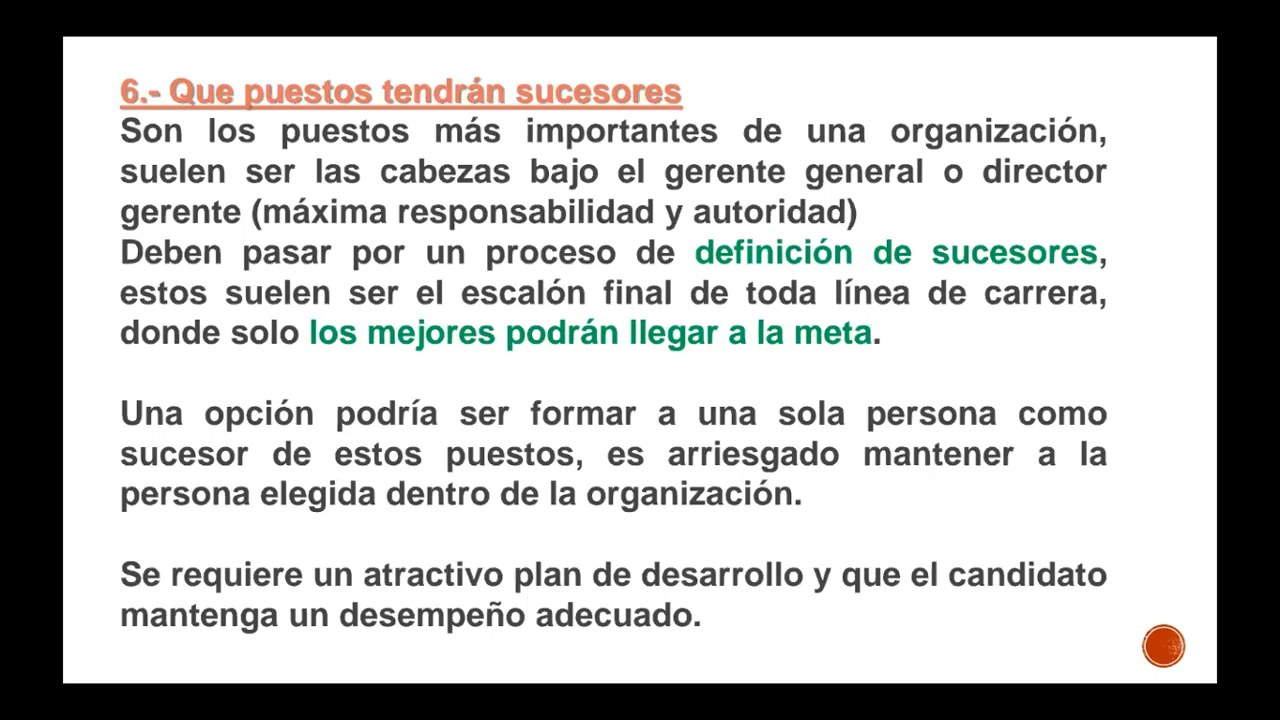 6.- Que puestos tendrán sucesores
Son los puestos más importantes de una organización,
suelen ser las cabezas bajo el gerente general o director
gerente (máxima responsabilidad y autoridad)
Deben pasar por un proceso de definición de sucesores,
estos suelen ser el escalón final de toda línea de carrera,
donde solo los mejores podrán llegar a la meta.
Una opción podría ser formar a una sola persona como
sucesor de estos puestos, es arriesgado mantener a la
persona elegida dentro de la organización.
Se requiere un atractivo plan de desarrollo y que el candidato
mantenga un desempeño adecuado.